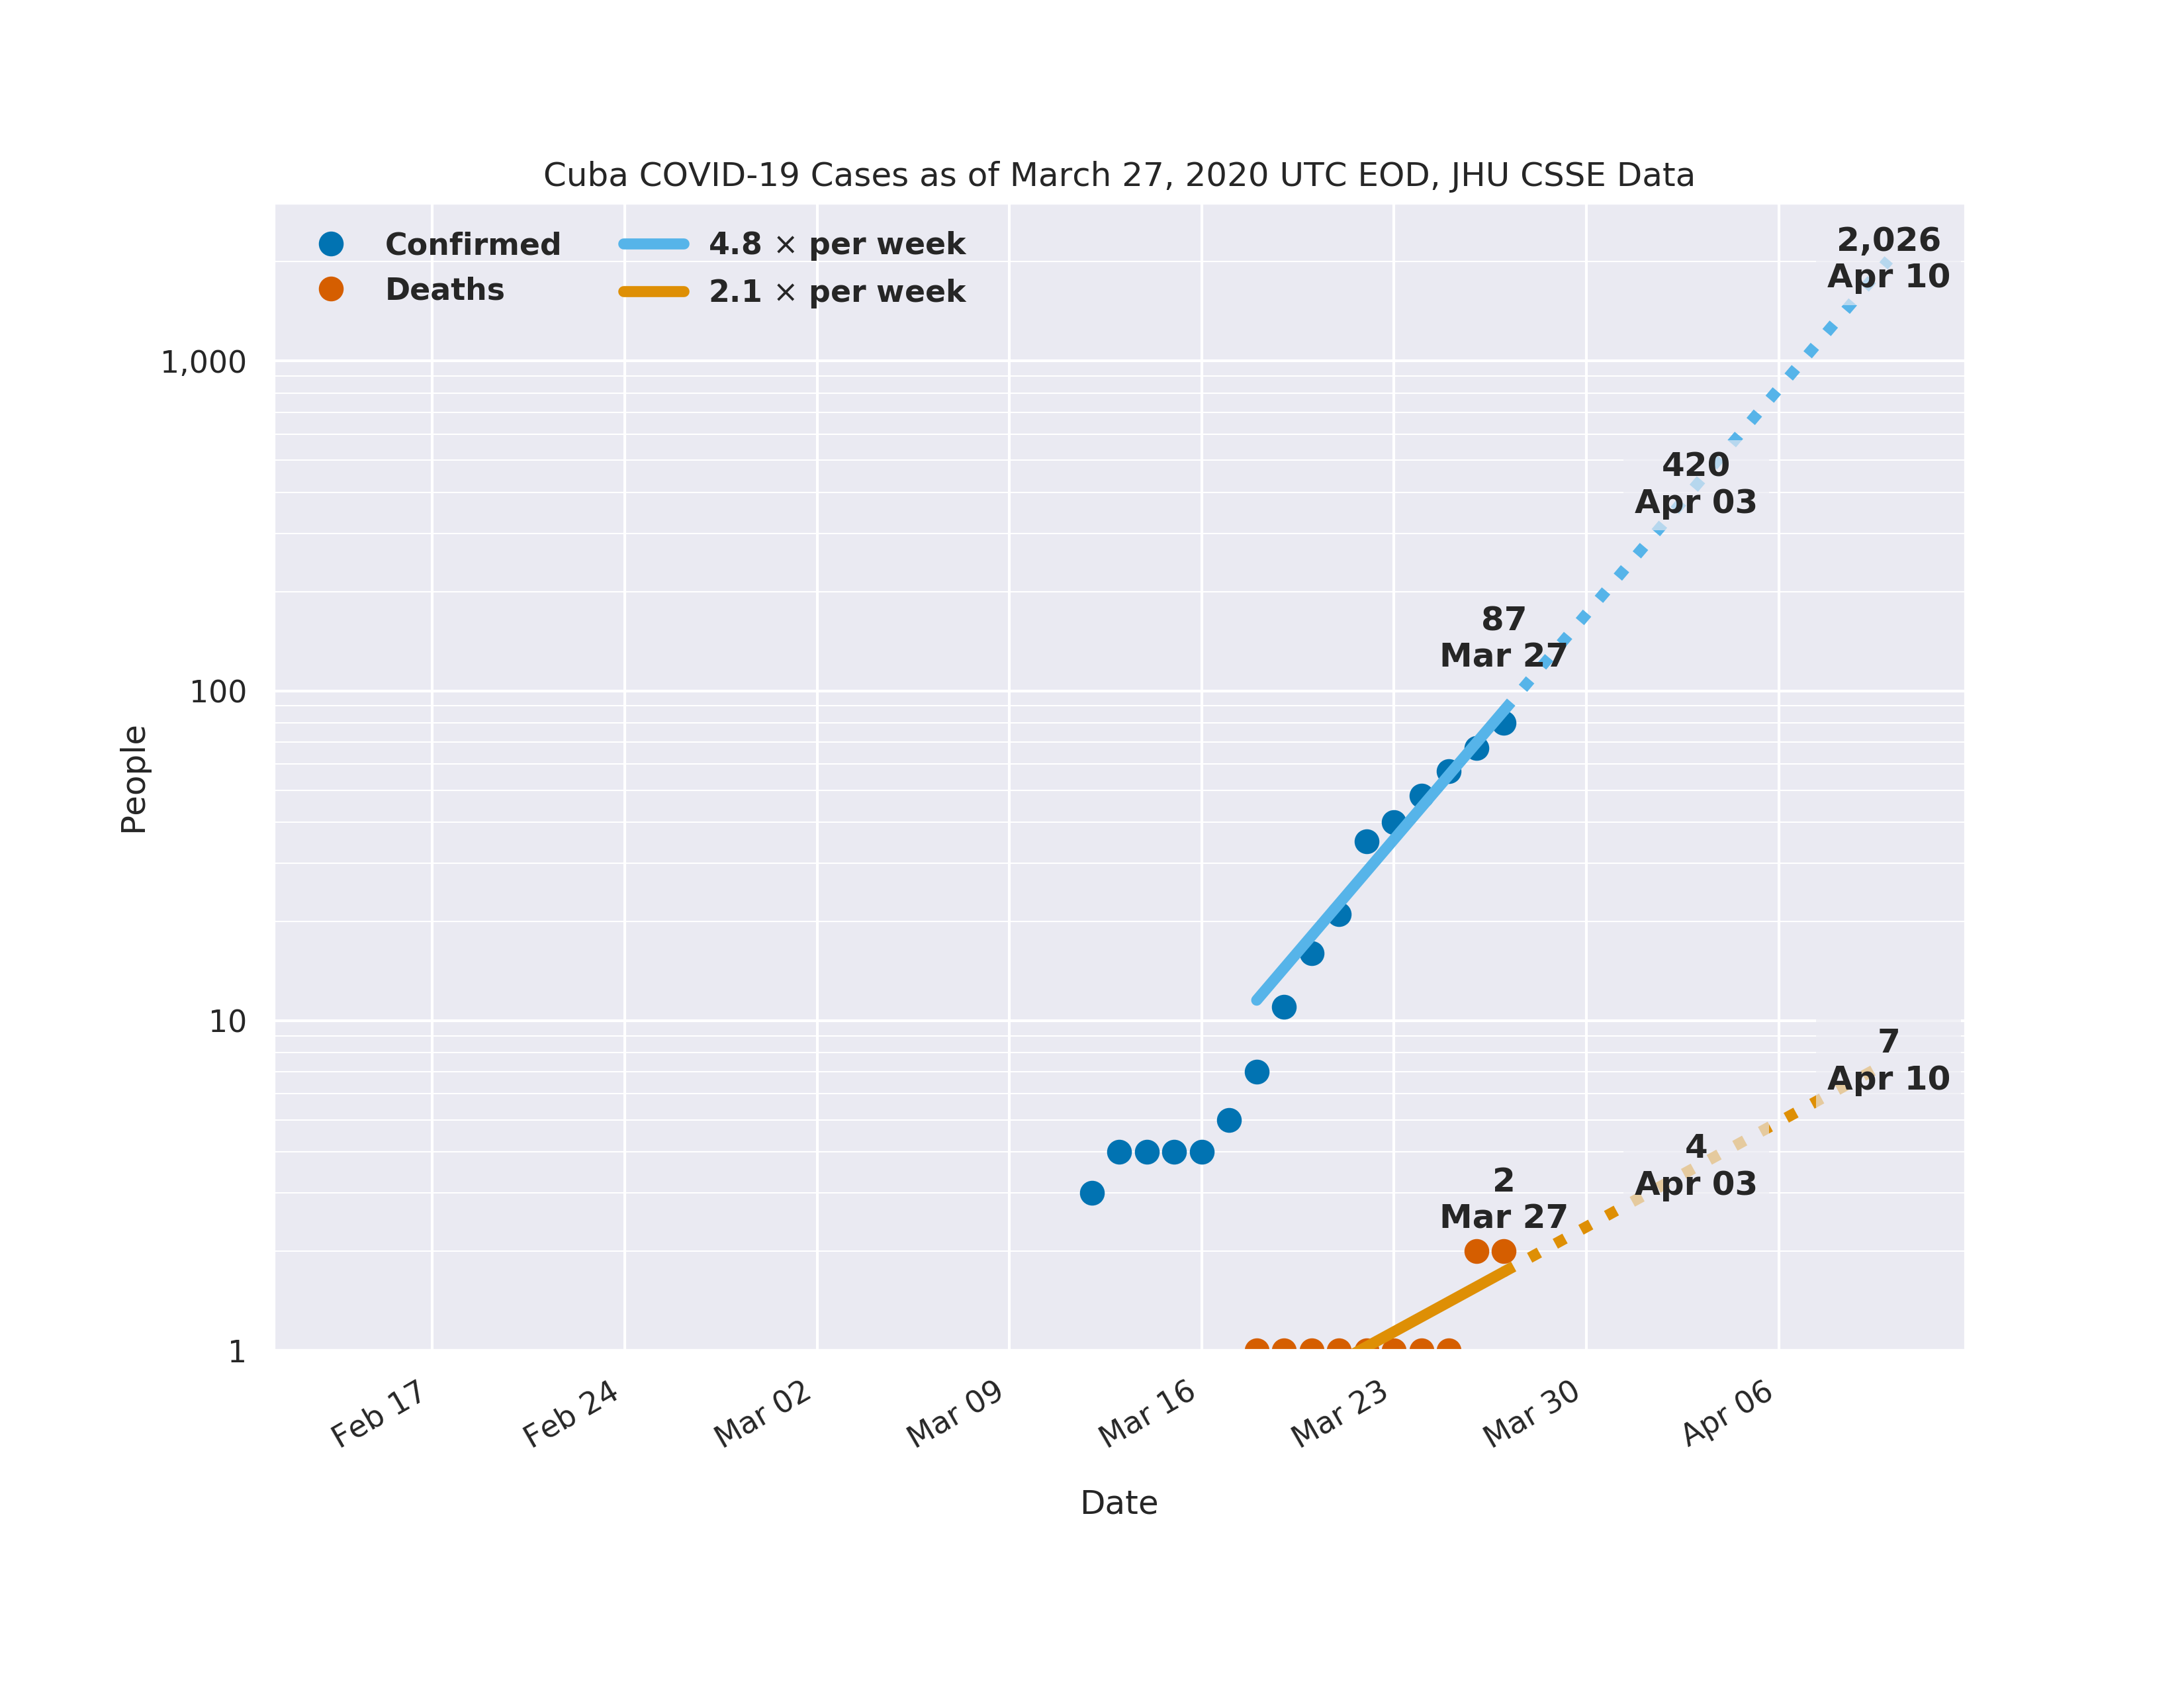 Cuba COVID-19 Cases as of March 27, 2020 UTC EOD, JHU CSSE Data
Confirmed
Deaths
4.8 × per week
2.1 × per week
2,026
Apr 10
420
Apr 03
87
Mar 27
7
Apr 10
4
Apr 03
2
Mar 27
People
1,000
100
10
1
Feb 17
Feb 24
Mar 02
Mar 09
Mar 16
Mar 23
Mar 30
Apr 06
Date